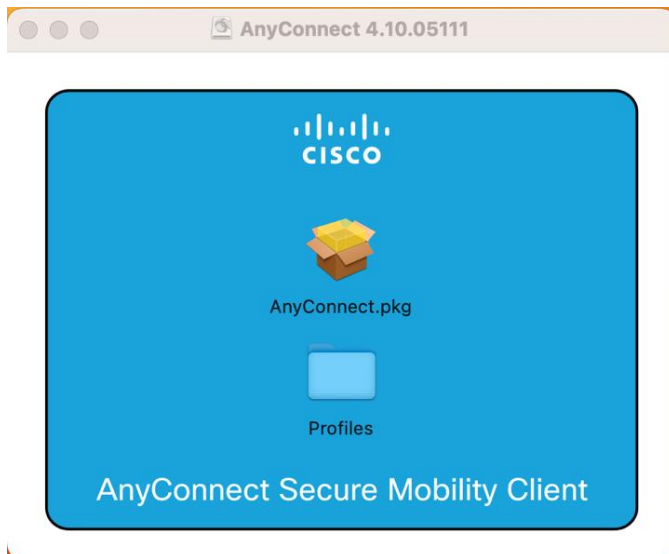 AnyConnect 4.10.05111
CISCO
AnyConnect.pkg
Profiles
AnyConnect Secure Mobility Client